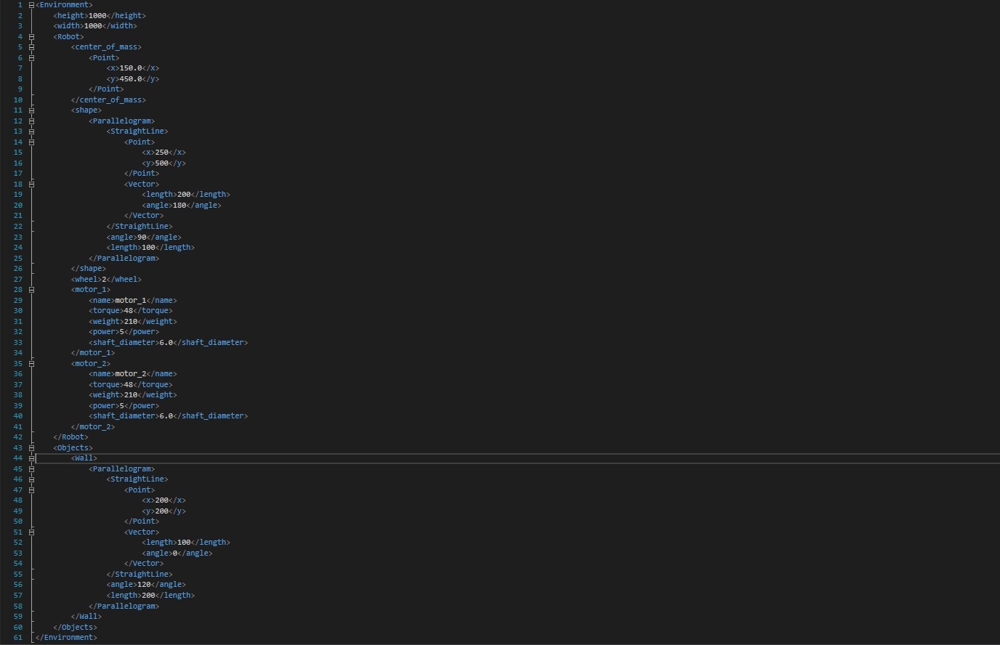 1 <Environment>
2 <height>1000</height>
3 <width>1000</width>
4 <Robot>
5 <center_of_mass>
6 <Point>
7 <x>150.0</x>
8 <y>450.0</y>
9 </Point>
10 </center_of_mass>
11 <shape>
12 <Parallelogram>
13 <StraightLine>
14 <Point>
15 <x>250</x>
16 <y>500</y>
17 </Point>
18 <Vector>
19 <length>200</length>
20 <angle>180</angle>
21 </Vector>
22 </StraightLine>
23 <angle>90</angle>
24 <length>100</length>
25 </Parallelogram>
26 </shape>
27 <wheel>2</wheel>
28 <motor_1>
29 <name>motor_1</name>
30 <torque>48</torque>
31 <weight>210</weight>
32 <power>5</power>
33 <shaft_diameter>6.0</shaft_diameter>
34 </motor_1>
35 <motor_2>
36 <name>motor_2</name>
37 <torque>48</torque>
38 <weight>210</weight>
39 <power>5</power>
40 <shaft_diameter>6.0</shaft_diameter>
41 </motor_2>
42 </Robot>
43 <Objects>
44 <Wall>
45 <Parallelogram>
46 <StraightLine>
47 <Point>
48 <x>200</x>
49 <y>200</y>
50 </Point>
51 <Vector>
52 <length>100</length>
53 <angle>0</angle>
54 </Vector>
55 </StraightLine>
56 <angle>120</angle>
57 <length>200</length>
58 </Parallelogram>
59 </Wall>
60 </Objects>
61 </Environment>